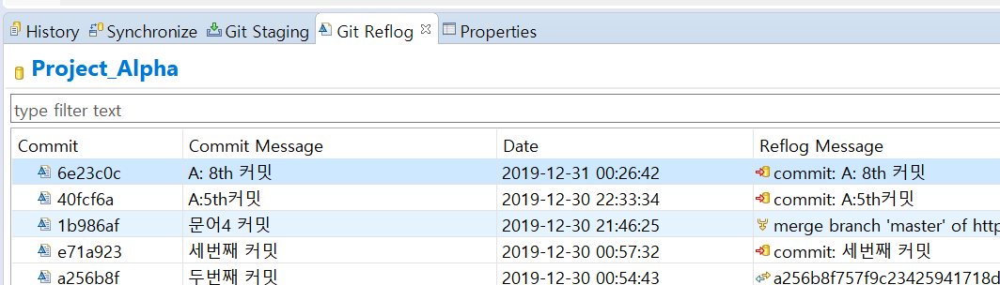 History Synchronize Git Staging Git Reflog Properties
Project_Alpha
type filter text
Commit Commit Message Date Reflog Message
6e23c0c A: 8th 커밋 2019-12-31 00:26:42 commit: A: 8th 커밋
40fcf6a A:5th커밋 2019-12-30 22:33:34 commit: A:5th커밋
1b986af 문어4 커밋 2019-12-30 21:46:25 merge branch 'master' of http
e71a923 세번째 커밋 2019-12-30 00:57:32 commit: 세번째 커밋
a256b8f 두번째 커밋 2019-12-30 00:54:43 a256b8f757f9c23425941718d